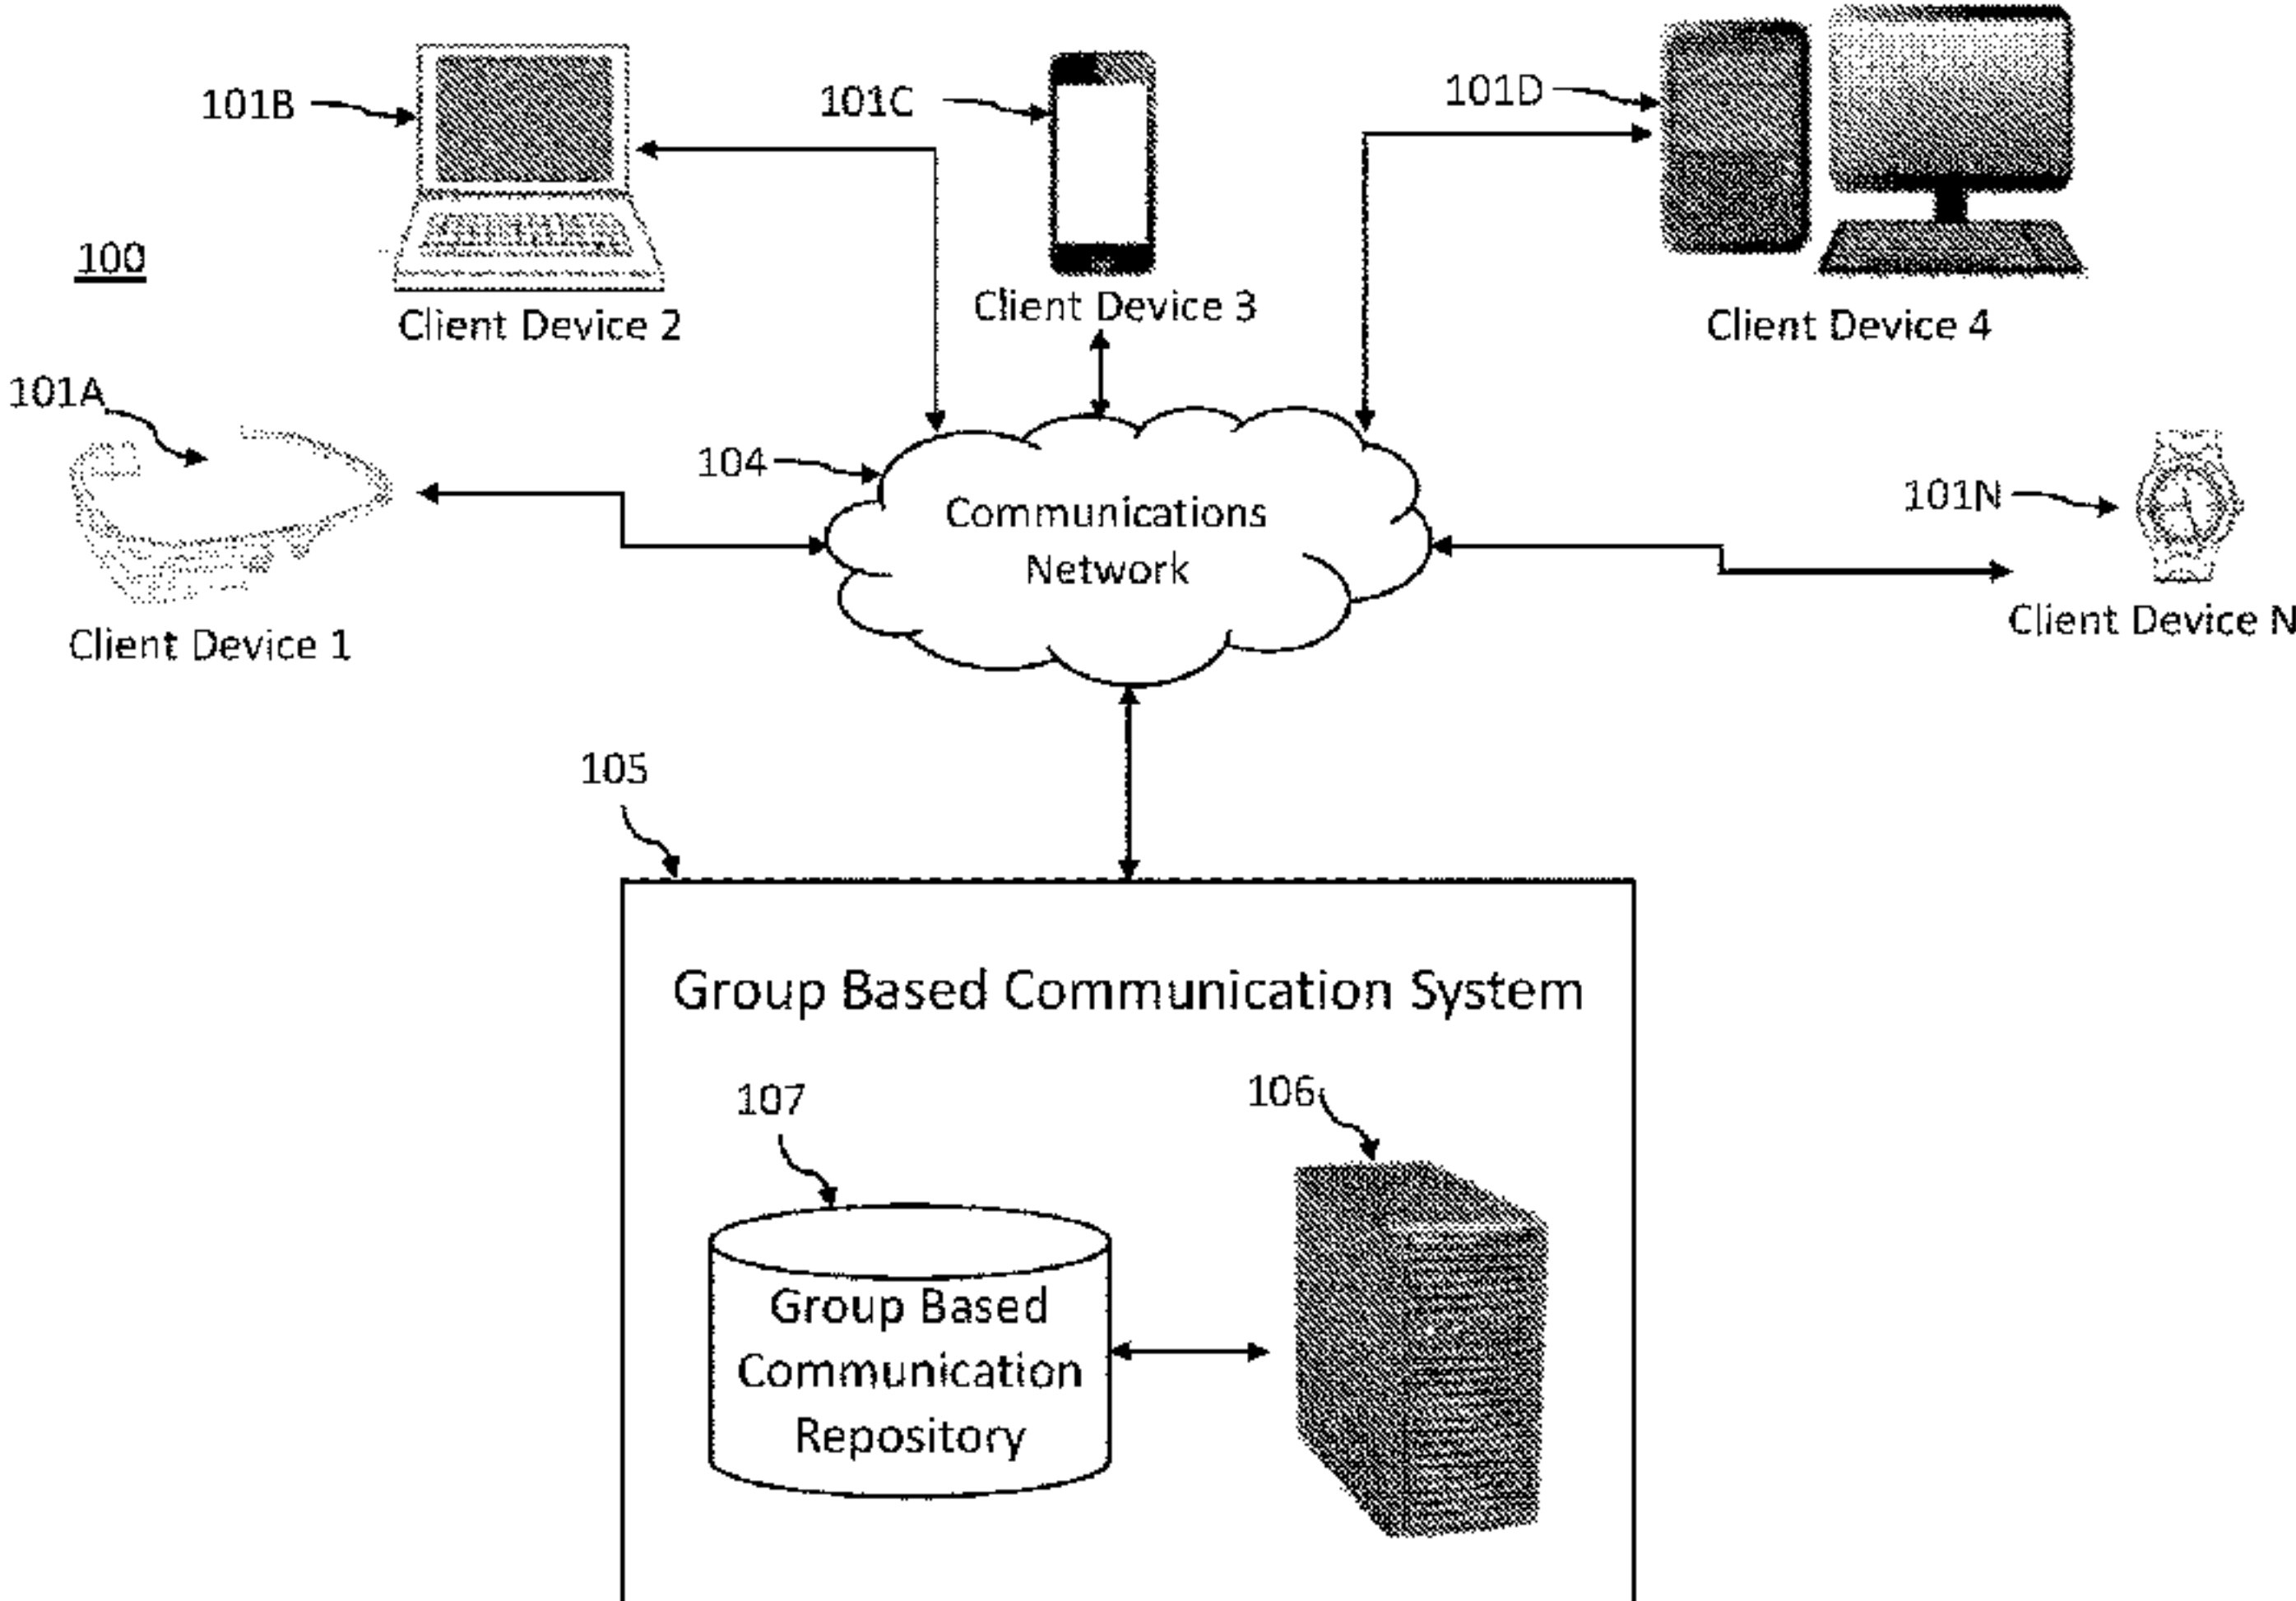 101B
101C
101D
100
Client Device 2
Client Device 3
Client Device 4
101A
104
Communications
Network
101N
Client Device 1
Client Device N
105
Group Based Communication System
107
106
Group Based
Communication
Repository